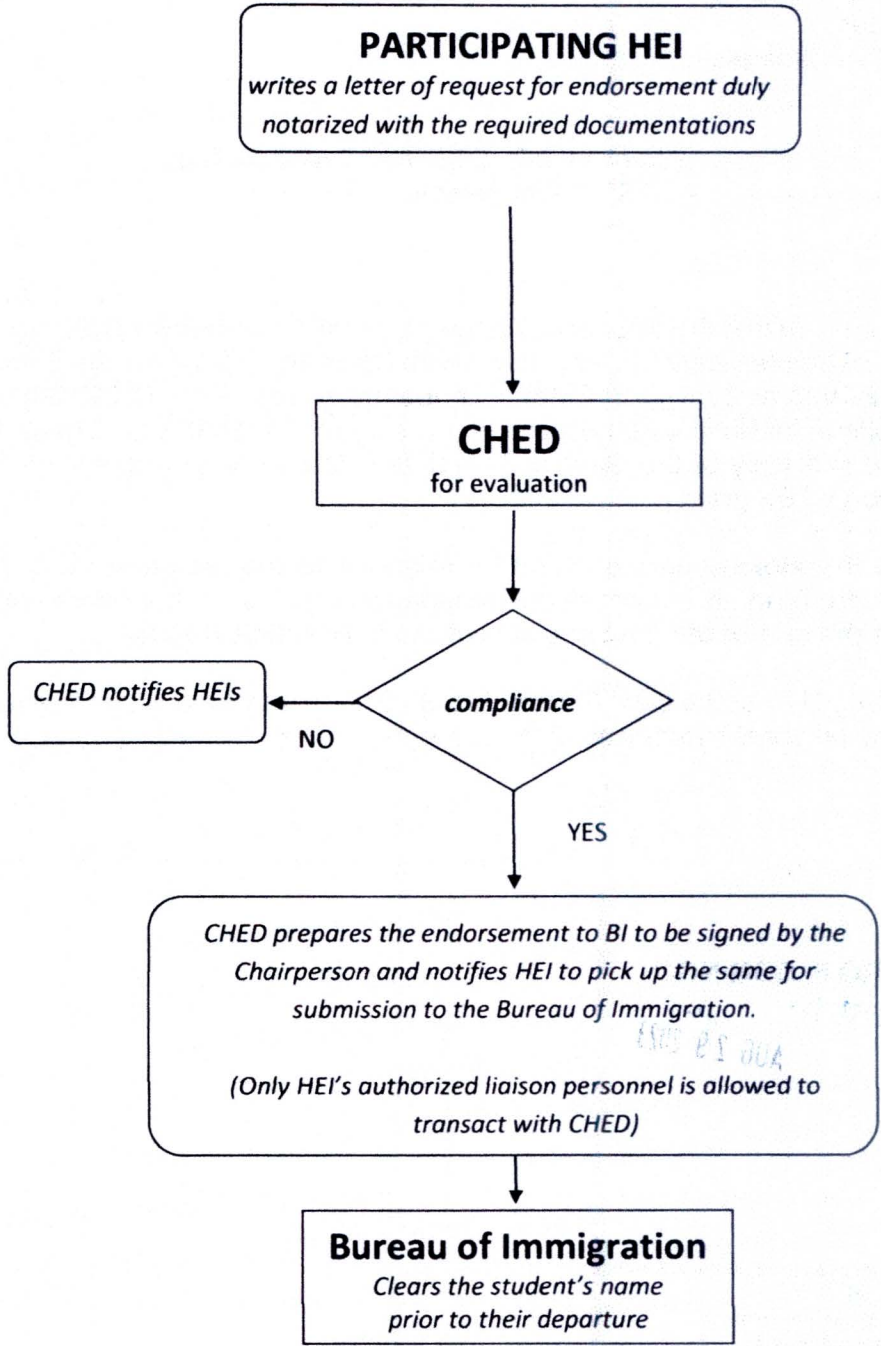 PARTICIPATING HEI
writes a letter of request for endorsement duly
notarized with the required documentations
CHED
for evaluation
CHED notifies HEIs
compliance
NO
YES
CHED prepares the endorsement to BI to be signed by the
Chairperson and notifies HEI to pick up the same for
submission to the Bureau of Immigration.
AUG 29 2023
(Only HEI's authorized liaison personnel is allowed to
transact with CHED)
Bureau of Immigration
Clears the student's name
prior to their departure